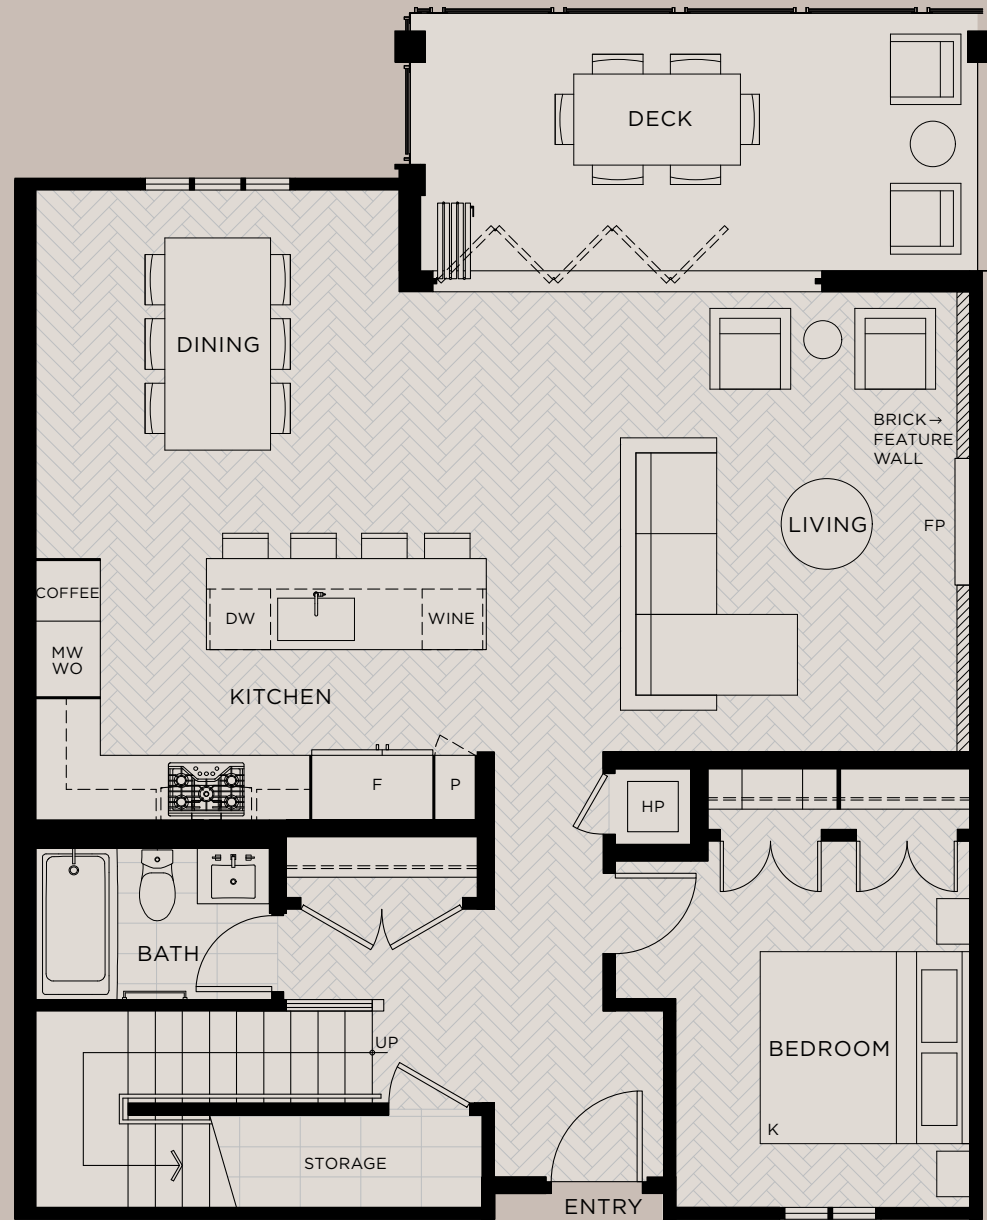 DECK
DINING
BRICK→
FEATURE
WALL
LIVING
FP
COFFEE
DW
WINE
MW
WO
KITCHEN
F
P
HP
BATH
UP
BEDROOM
K
STORAGE
ENTRY